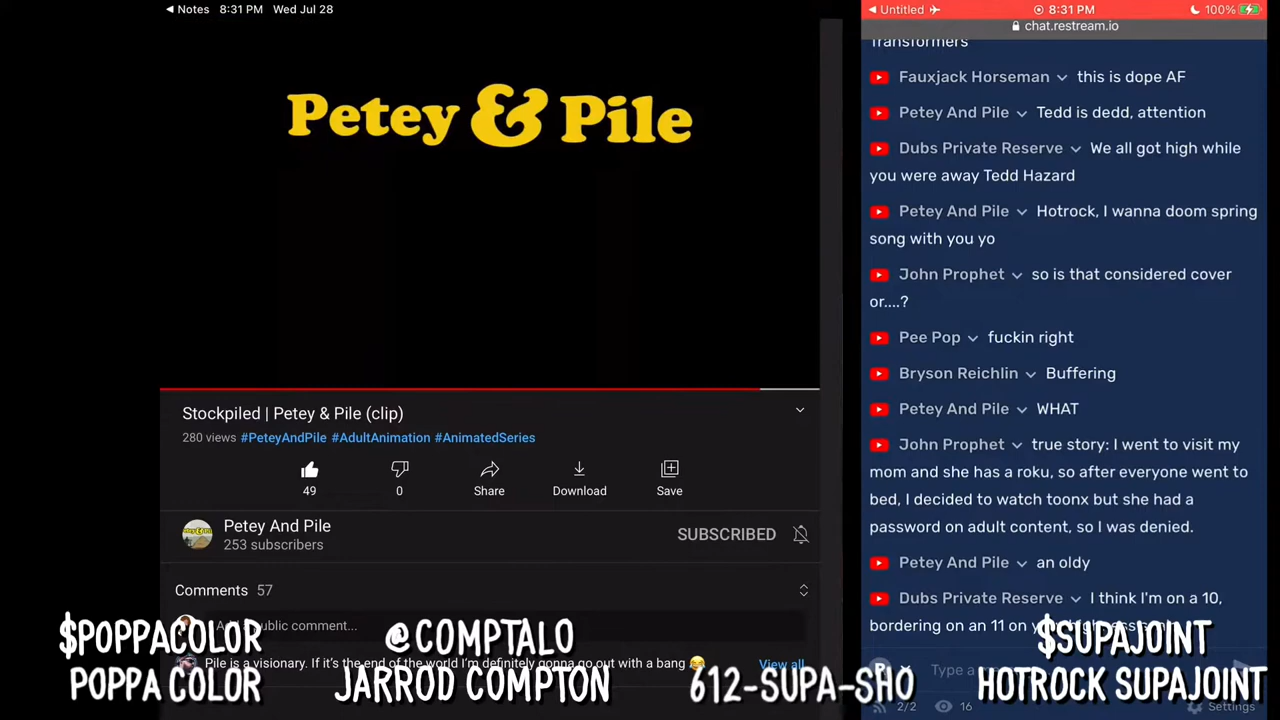 Notes 8:31 PM Wed Jul 28
Petey & Pile
Stockpiled | Petey & Pile (clip)
280 views #PeteyAndPile #AdultAnimation #AnimatedSeries
49 0 Share Download Save
Petey And Pile
253 subscribers
SUBSCRIBED
Comments 57
public comment...
Pile is a visionary. If it's the end of the world I'm definitely gonna go out with a bang 😂 View all
Untitled 8:31 PM 100%
chat.restream.io
Transformers
Fauxjack Horseman this is dope AF
Petey And Pile Tedd is dedd, attention
Dubs Private Reserve We all got high while
you were away Tedd Hazard
Petey And Pile Hotrock, I wanna doom spring
song with you yo
John Prophet so is that considered cover
or....?
Pee Pop fuckin right
Bryson Reichlin Buffering
Petey And Pile WHAT
John Prophet true story; I went to visit my
mom and she has a roku, so after everyone went to
bed, I decided to watch toonx but she had a
password on adult content, so I was denied.
Petey And Pile an oldy
Dubs Private Reserve I think I'm on a 10,
bordering on an 11 on
Type a
2/2 16 Settings
$POPPACOLOR
POPPA COLOR
@COMPTALO
JARROD COMPTON
612-SUPA-SHO
$SUPAJOINT
HOTROCK SUPAJOINT